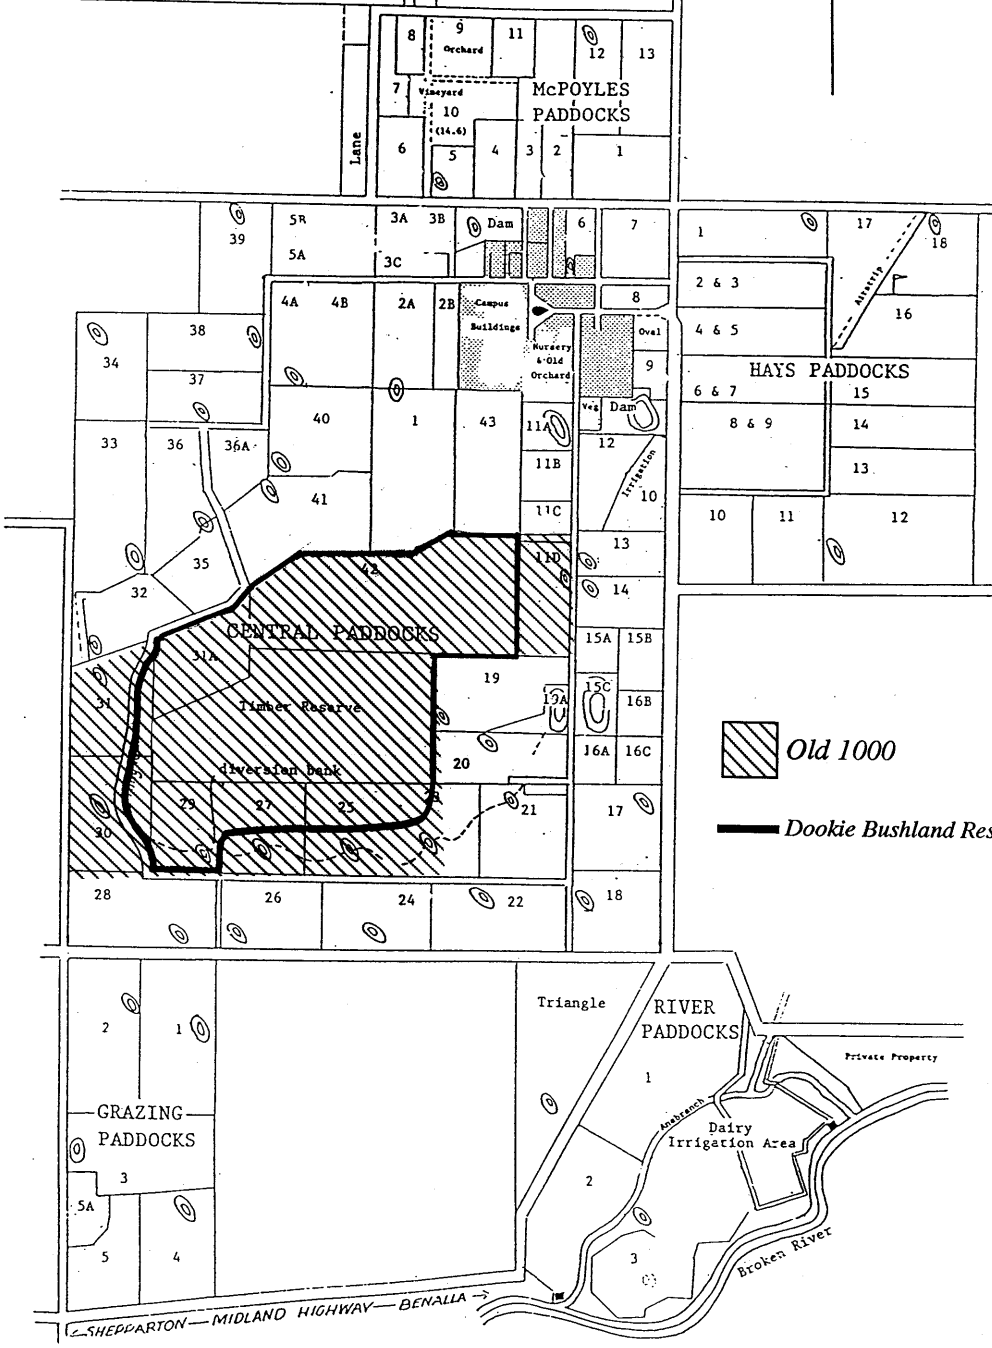 8
9
Orchard
11
12
13
7
Vineyard
10
(14.6)
McPOYLES
PADDOCKS
Lane
6
5
4
3
2
1
39
5B
5A
3A
3B
3C
Dam
6
7
1
17
18
Airstrip
2 & 3
4A
4B
2A
2B
Campus
Buildings
8
16
34
38
Nursery
& Old
Orchard
Oval
4 & 5
37
9
HAYS PADDOCKS
6 & 7
15
40
1
43
11A
Veg
Dam
8 & 9
14
33
36
36A
12
11B
Irrigation
13
41
10
11C
10
11
12
35
42
11D
13
32
14
CENTRAL PADDOCKS
15A
15B
31A
19
15C
31
19A
16B
Timber Reserve
16A
16C
Old 1000
20
diversion bank
29
27
25
21
17
30
Dookie Bushland Res
28
26
24
22
18
Triangle
RIVER
PADDOCKS
2
1
Private Property
1
GRAZING
PADDOCKS
Anabranch
Dairy
Irrigation Area
3
2
5A
5
4
3
Broken River
SHEPPARTON — MIDLAND HIGHWAY — BENALLA